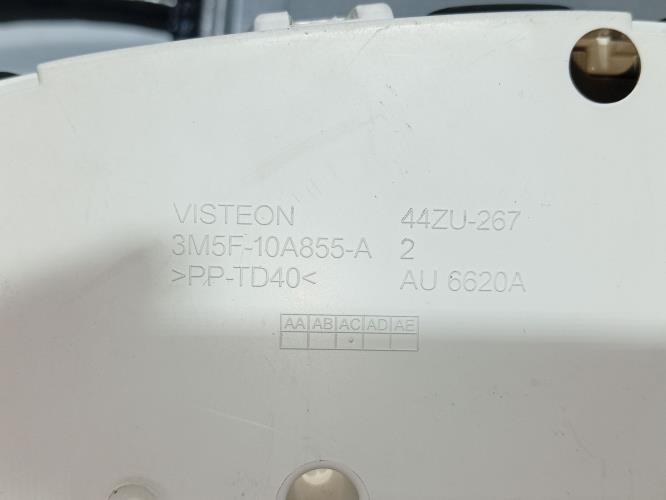 VISTEON 44ZU-267
3M5F-10A855-A 2
>PP-TD40< AU 6620A
AA AB AC AD AE